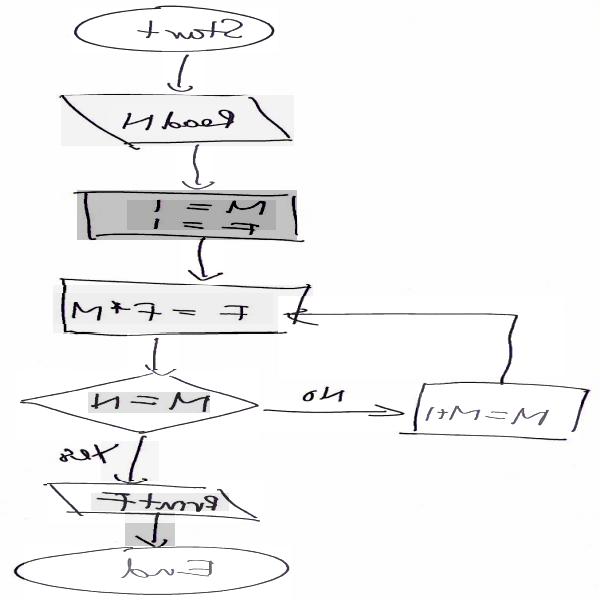 Start
Read N
M = 1
F = 1
F = F*M
M = N
No
M = M+1
Yes
Print F
End